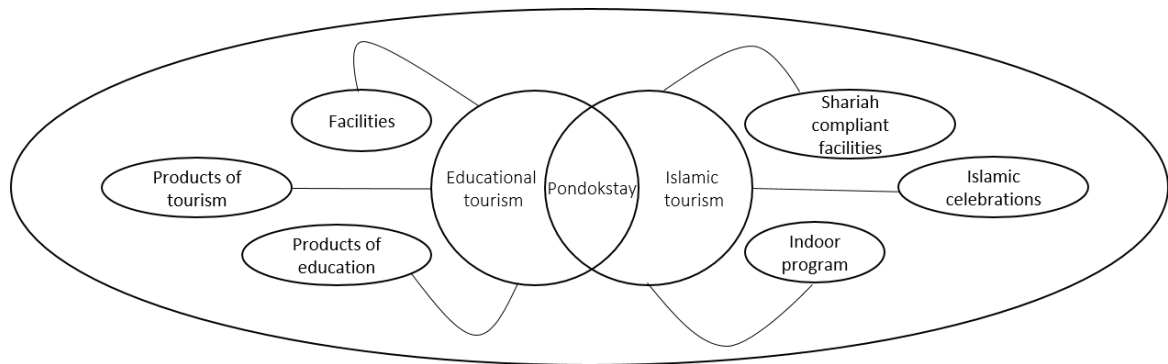 Facilities
Products of
tourism
Products of
education
Educational
tourism
Pondokstay
Islamic
tourism
Shariah
compliant
facilities
Islamic
celebrations
Indoor
program